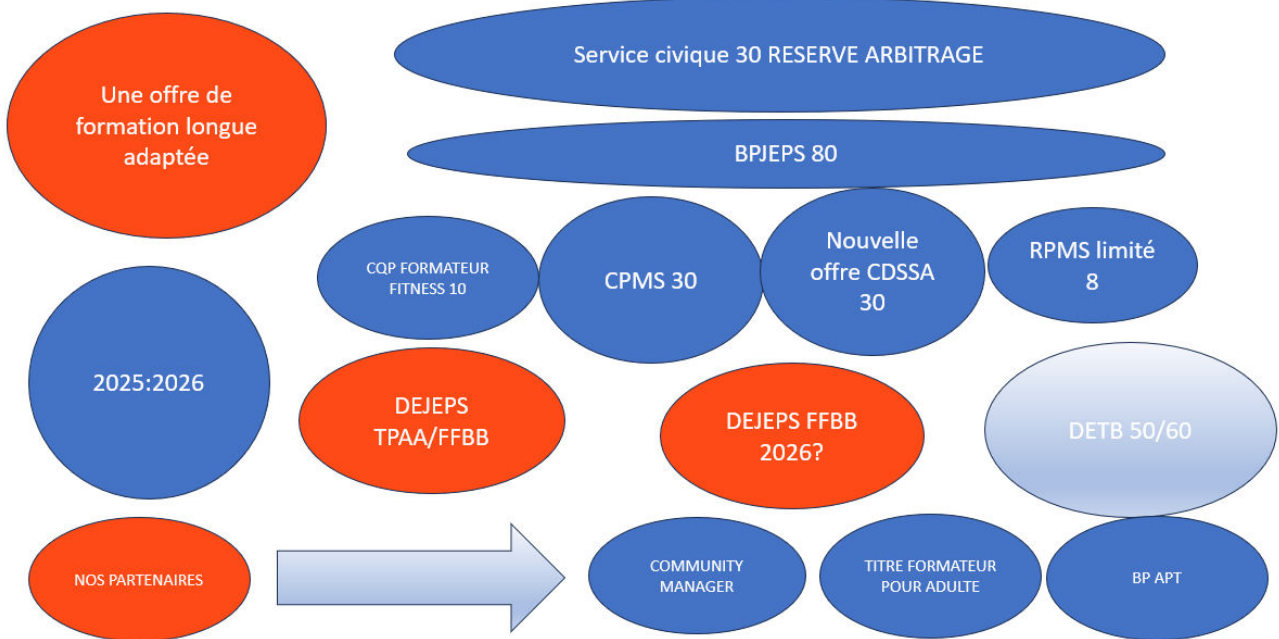 Une offre de
formation longue
adaptée
Service civique 30 RESERVE ARBITRAGE
BPJEPS 80
CQP FORMATEUR
FITNESS 10
CPMS 30
Nouvelle
offre CDSSA
30
RPMS limité
8
2025:2026
DEJEPS
TPAA/FFBB
DEJEPS FFBB
2026?
DETB 50/60
NOS PARTENAIRES
COMMUNITY
MANAGER
TITRE FORMATEUR
POUR ADULTE
BP APT